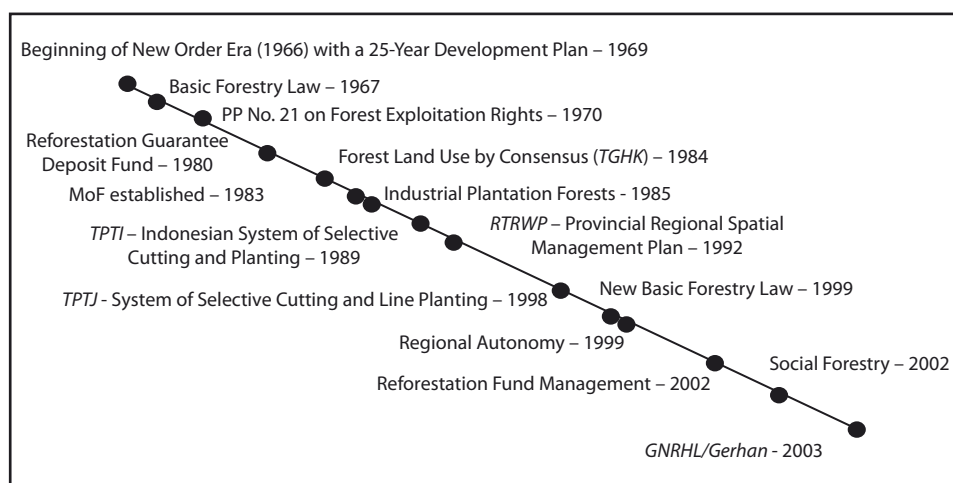 Beginning of New Order Era (1966) with a 25-Year Development Plan – 1969
Basic Forestry Law – 1967
PP No. 21 on Forest Exploitation Rights – 1970
Reforestation Guarantee
Deposit Fund – 1980
Forest Land Use by Consensus (TGHK) – 1984
MoF established – 1983
Industrial Plantation Forests - 1985
TPTI – Indonesian System of Selective
Cutting and Planting – 1989
RTRWP – Provincial Regional Spatial
Management Plan – 1992
TPTJ - System of Selective Cutting and Line Planting – 1998
New Basic Forestry Law – 1999
Regional Autonomy – 1999
Social Forestry – 2002
Reforestation Fund Management – 2002
GNRHL/Gerhan - 2003